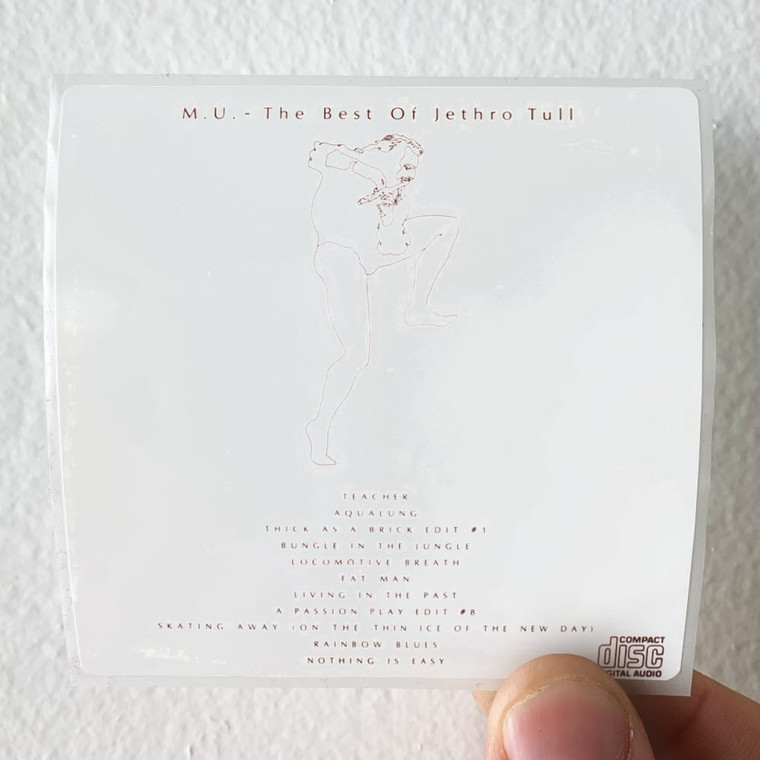 M.U. - The Best Of Jethro Tull
TEACHER
AQUALUNG
THICK AS A BRICK EDIT #1
BUNGLE IN THE JUNGLE
LOCOMOTIVE BREATH
FAT MAN
LIVING IN THE PAST
A PASSION PLAY EDIT #8
SKATING AWAY (ON THE THIN ICE OF THE NEW DAY)
RAINBOW BLUES
NOTHING IS EASY
COMPACT
disc
DIGITAL AUDIO